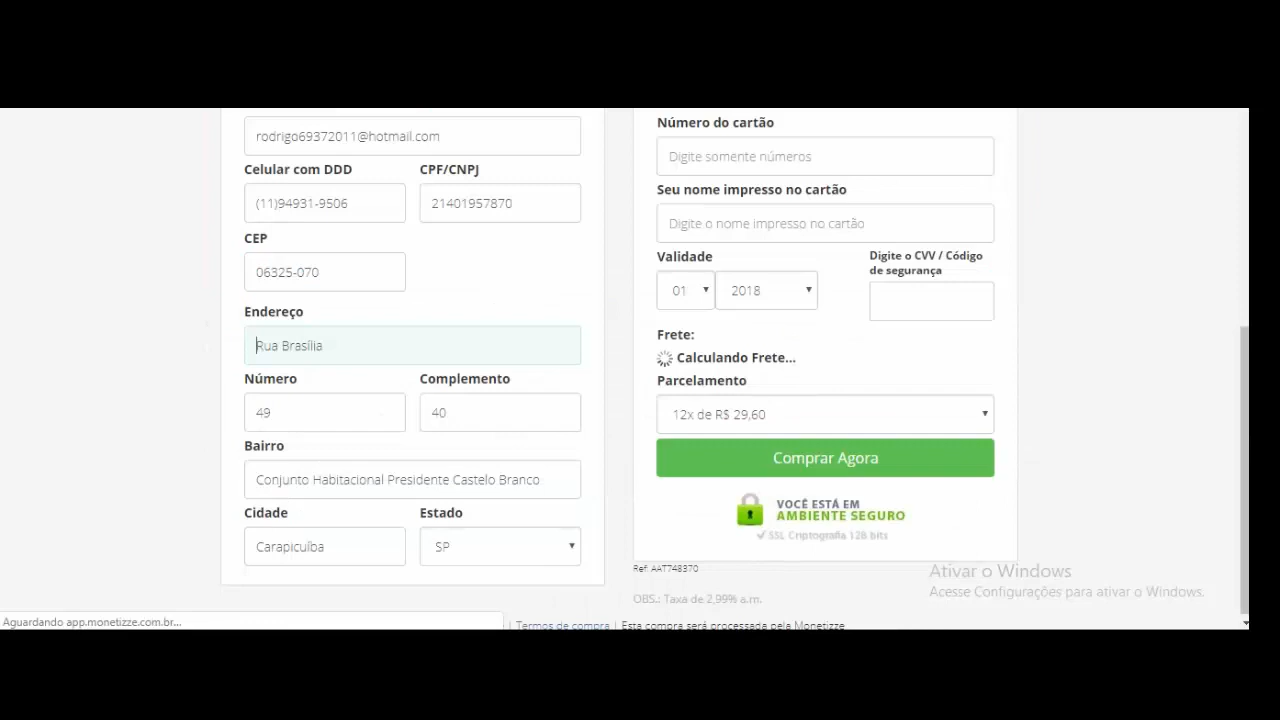 rodrigo69372011@hotmail.com
Celular com DDD CPF/CNPJ
(11)94931-9506 21401957870
CEP
06325-070
Endereço
Rua Brasília
Número Complemento
49 40
Bairro
Conjunto Habitacional Presidente Castelo Branco
Cidade Estado
Carapicuíba SP
Número do cartão
Digite somente números
Seu nome impresso no cartão
Digite o nome impresso no cartão
Validade
Digite o CVV / Código
de segurança
01 2018
Frete:
Calculando Frete...
Parcelamento
12x de R$ 29,60
Comprar Agora
VOCÊ ESTÁ EM
AMBIENTE SEGURO
SSL Criptografia 128 bits
Ref: AAT748370
OBS.: Taxa de 2,99% a.m.
Ativar o Windows
Acesse Configurações para ativar o Windows.
Aguardando app.monetizze.com.br...
| Termos de compra | Esta compra será processada pela Monetizze